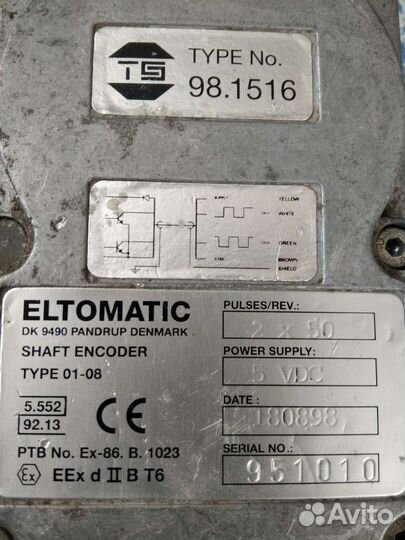 TS
TYPE No.
98.1516
YELLOW
WHITE
GREEN
BROWN
SHIELD
ELTOMATIC
DK 9490 PANDRUP DENMARK
SHAFT ENCODER
TYPE 01-08
5.552
92.13
CE
PTB No. Ex-86. B. 1023
Ex EEx d II B T6
PULSES/REV.:
2 x 50
POWER SUPPLY:
5 VDC
DATE :
180898
SERIAL NO.:
951010
Avito